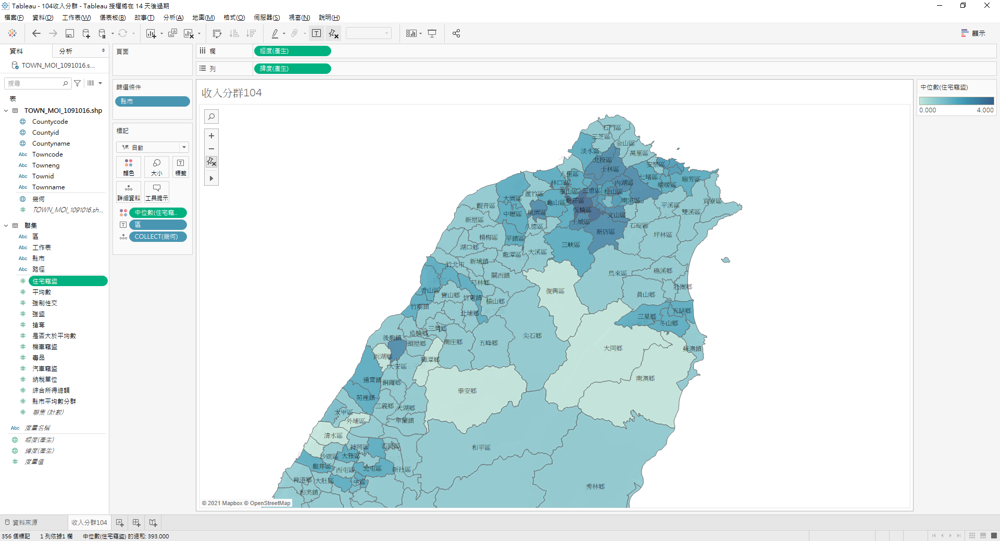 Tableau - 104收入分群 - Tableau 授權將在 14 天後過期
檔案(F) 資料(D) 工作表(W) 儀表板(B) 故事(T) 分析(A) 地圖(M) 格式(O) 伺服器(S) 視窗(N) 說明(H)
顯示
資料 分析
TOWN_MOI_1091016.s...
搜尋
表
TOWN_MOI_1091016.shp
Countycode
Countyid
Countyname
Abc Towncode
Abc Towneng
Abc Townid
Abc Townname
幾何
TOWN_MOI_1091016.sh...
聯集
Abc 區
Abc 工作表
Abc 縣市
Abc 路徑
住宅竊盜
平均數
強制性交
強盜
搶奪
是否大於平均數
機車竊盜
毒品
汽車竊盜
納稅單位
綜合所得總額
縣市平均數分群
聯集 (計數)
Abc 度量名稱
經度(產生)
緯度(產生)
度量值
頁面
篩選條件
縣市
標記
自動
顏色 大小 標籤
詳細資料 工具提示
中位數(住宅竊..
區
COLLECT(幾何)
欄 經度(產生)
列 緯度(產生)
收入分群104
石門區
三芝區
金山區
淡水區
萬里區
北投區
安樂區
士林區
八里區
七堵區
瑞芳區
林口區
內湖區
暖暖區
泰山區
三重區
松山區
蘆竹區
大園區
龜山區
新莊區
南港區
貢寮區
觀音區
平溪區
中壢區
桃園區
板橋區
文山區
雙溪區
新屋區
土城區
八德區
石碇區
新店區
坪林區
楊梅區
平鎮區
三峽區
湖口鄉
龍潭區
大溪區
竹北市
新埔鎮
關西鎮
烏來區
礁溪鄉
芎林鄉
壯圍鄉
香山區
寶山鄉
竹東鎮
橫山鄉
復興區
員山鄉
竹南鎮
北埔鄉
三星鄉
五結鄉
冬山鄉
三灣鄉
造橋鄉
後龍鎮
頭屋鄉
南庄鄉
五峰鄉
尖石鄉
大同鄉
蘇澳鎮
西湖鄉
獅潭鄉
大安區
通霄鎮
銅鑼鄉
南澳鄉
泰安鄉
苑裡鎮
三義鄉
大湖鄉
大甲區
外埔區
卓蘭鎮
清水區
神岡區
石岡區
和平區
沙鹿區
大雅區
龍井區
西屯區
北屯區
新社區
伸港鄉
大肚區
中區
和美鎮
秀林鄉
© 2021 Mapbox © OpenStreetMap
中位數(住宅竊盜)
0.000 4.000
資料來源 收入分群104
356 個標記 1 列依據1 欄 中位數(住宅竊盜) 的總和: 393.000